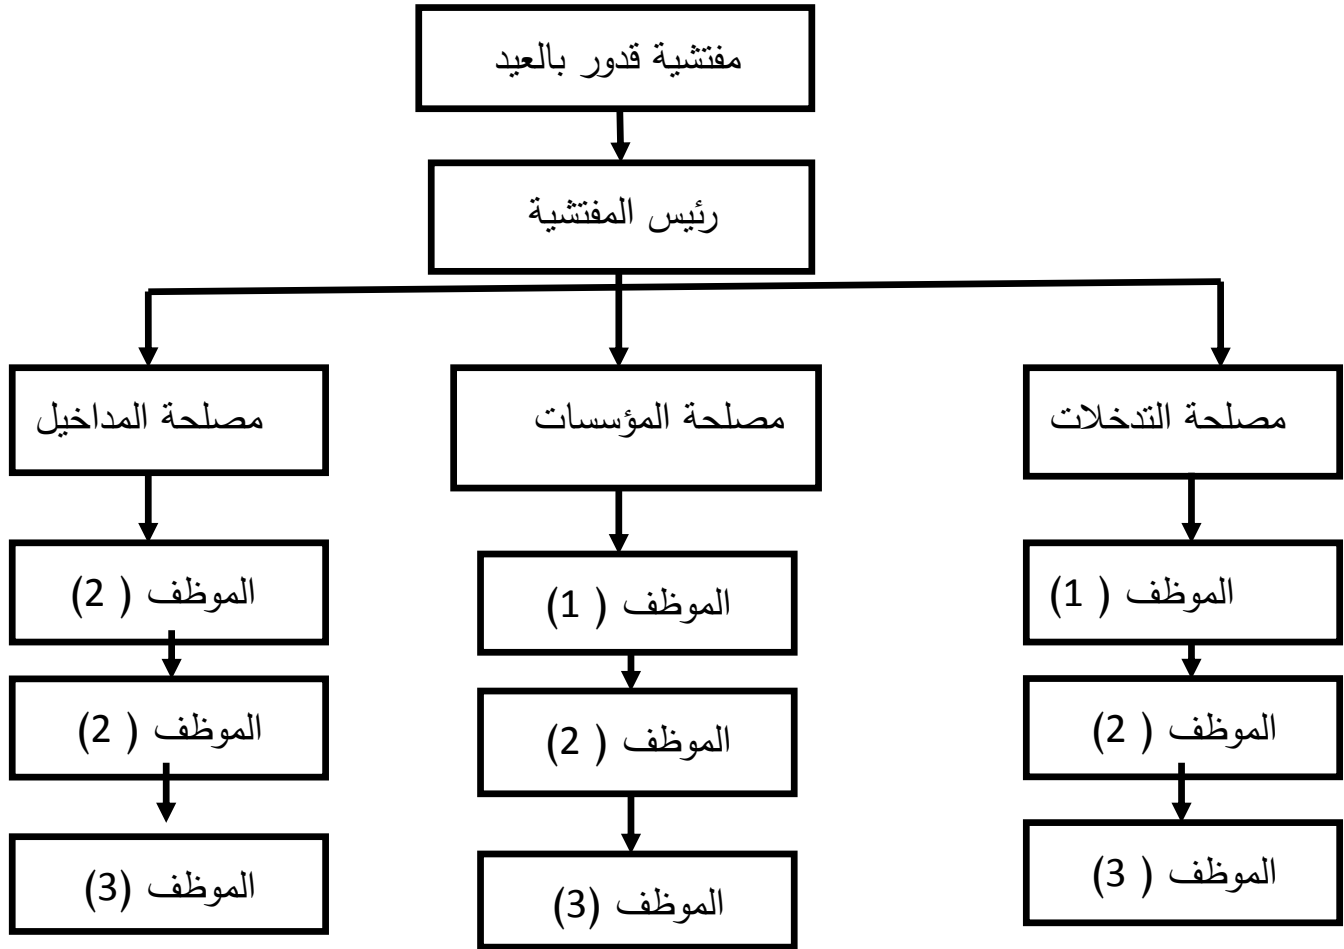 مفتشية قدور بالعيد
رئيس المفتشية
مصلحة التدخلات
مصلحة المؤسسات
مصلحة المداخيل
الموظف ( 1)
الموظف ( 1)
الموظف ( 2)
الموظف ( 2)
الموظف ( 2)
الموظف ( 2)
الموظف ( 3)
الموظف (3)
الموظف (3)